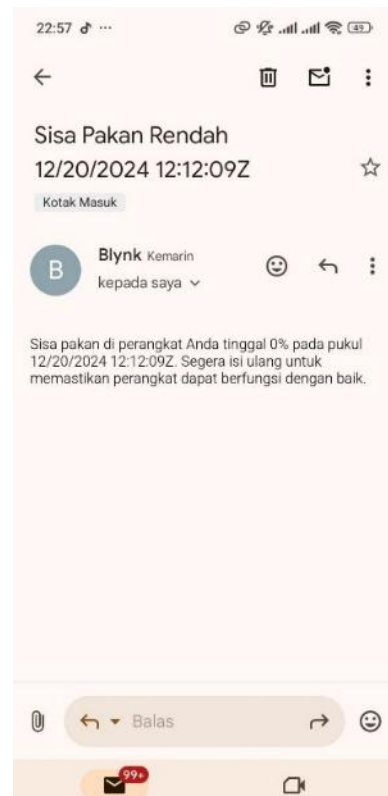 22:57
49
Sisa Pakan Rendah
12/20/2024 12:12:09Z
Kotak Masuk
B
Blynk Kemarin
kepada saya
Sisa pakan di perangkat Anda tinggal 0% pada pukul
12/20/2024 12:12:09Z. Segera isi ulang untuk
memastikan perangkat dapat berfungsi dengan baik.
Balas
99+